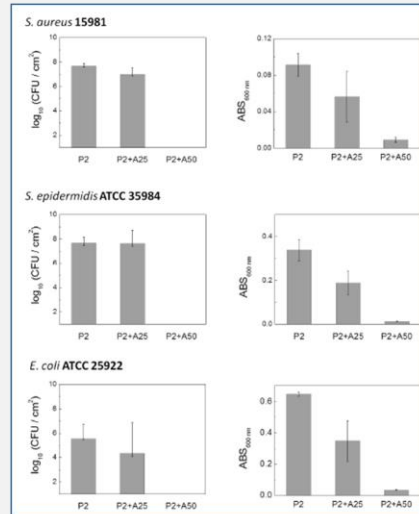 S. aureus 15981
log10 (CFU / cm²)
10
8
6
4
2
P2 P2+A25 P2+A50
ABS600 nm
0.12
0.08
0.04
0.00
P2 P2+A25 P2+A50
S. epidermidis ATCC 35984
log10 (CFU / cm²)
10
8
6
4
2
P2 P2+A25 P2+A50
ABS600 nm
0.4
0.2
0.0
P2 P2+A25 P2+A50
E. coli ATCC 25922
log10 (CFU / cm²)
10
8
6
4
2
P2 P2+A25 P2+A50
ABS600 nm
0.6
0.4
0.2
0.0
P2 P2+A25 P2+A50